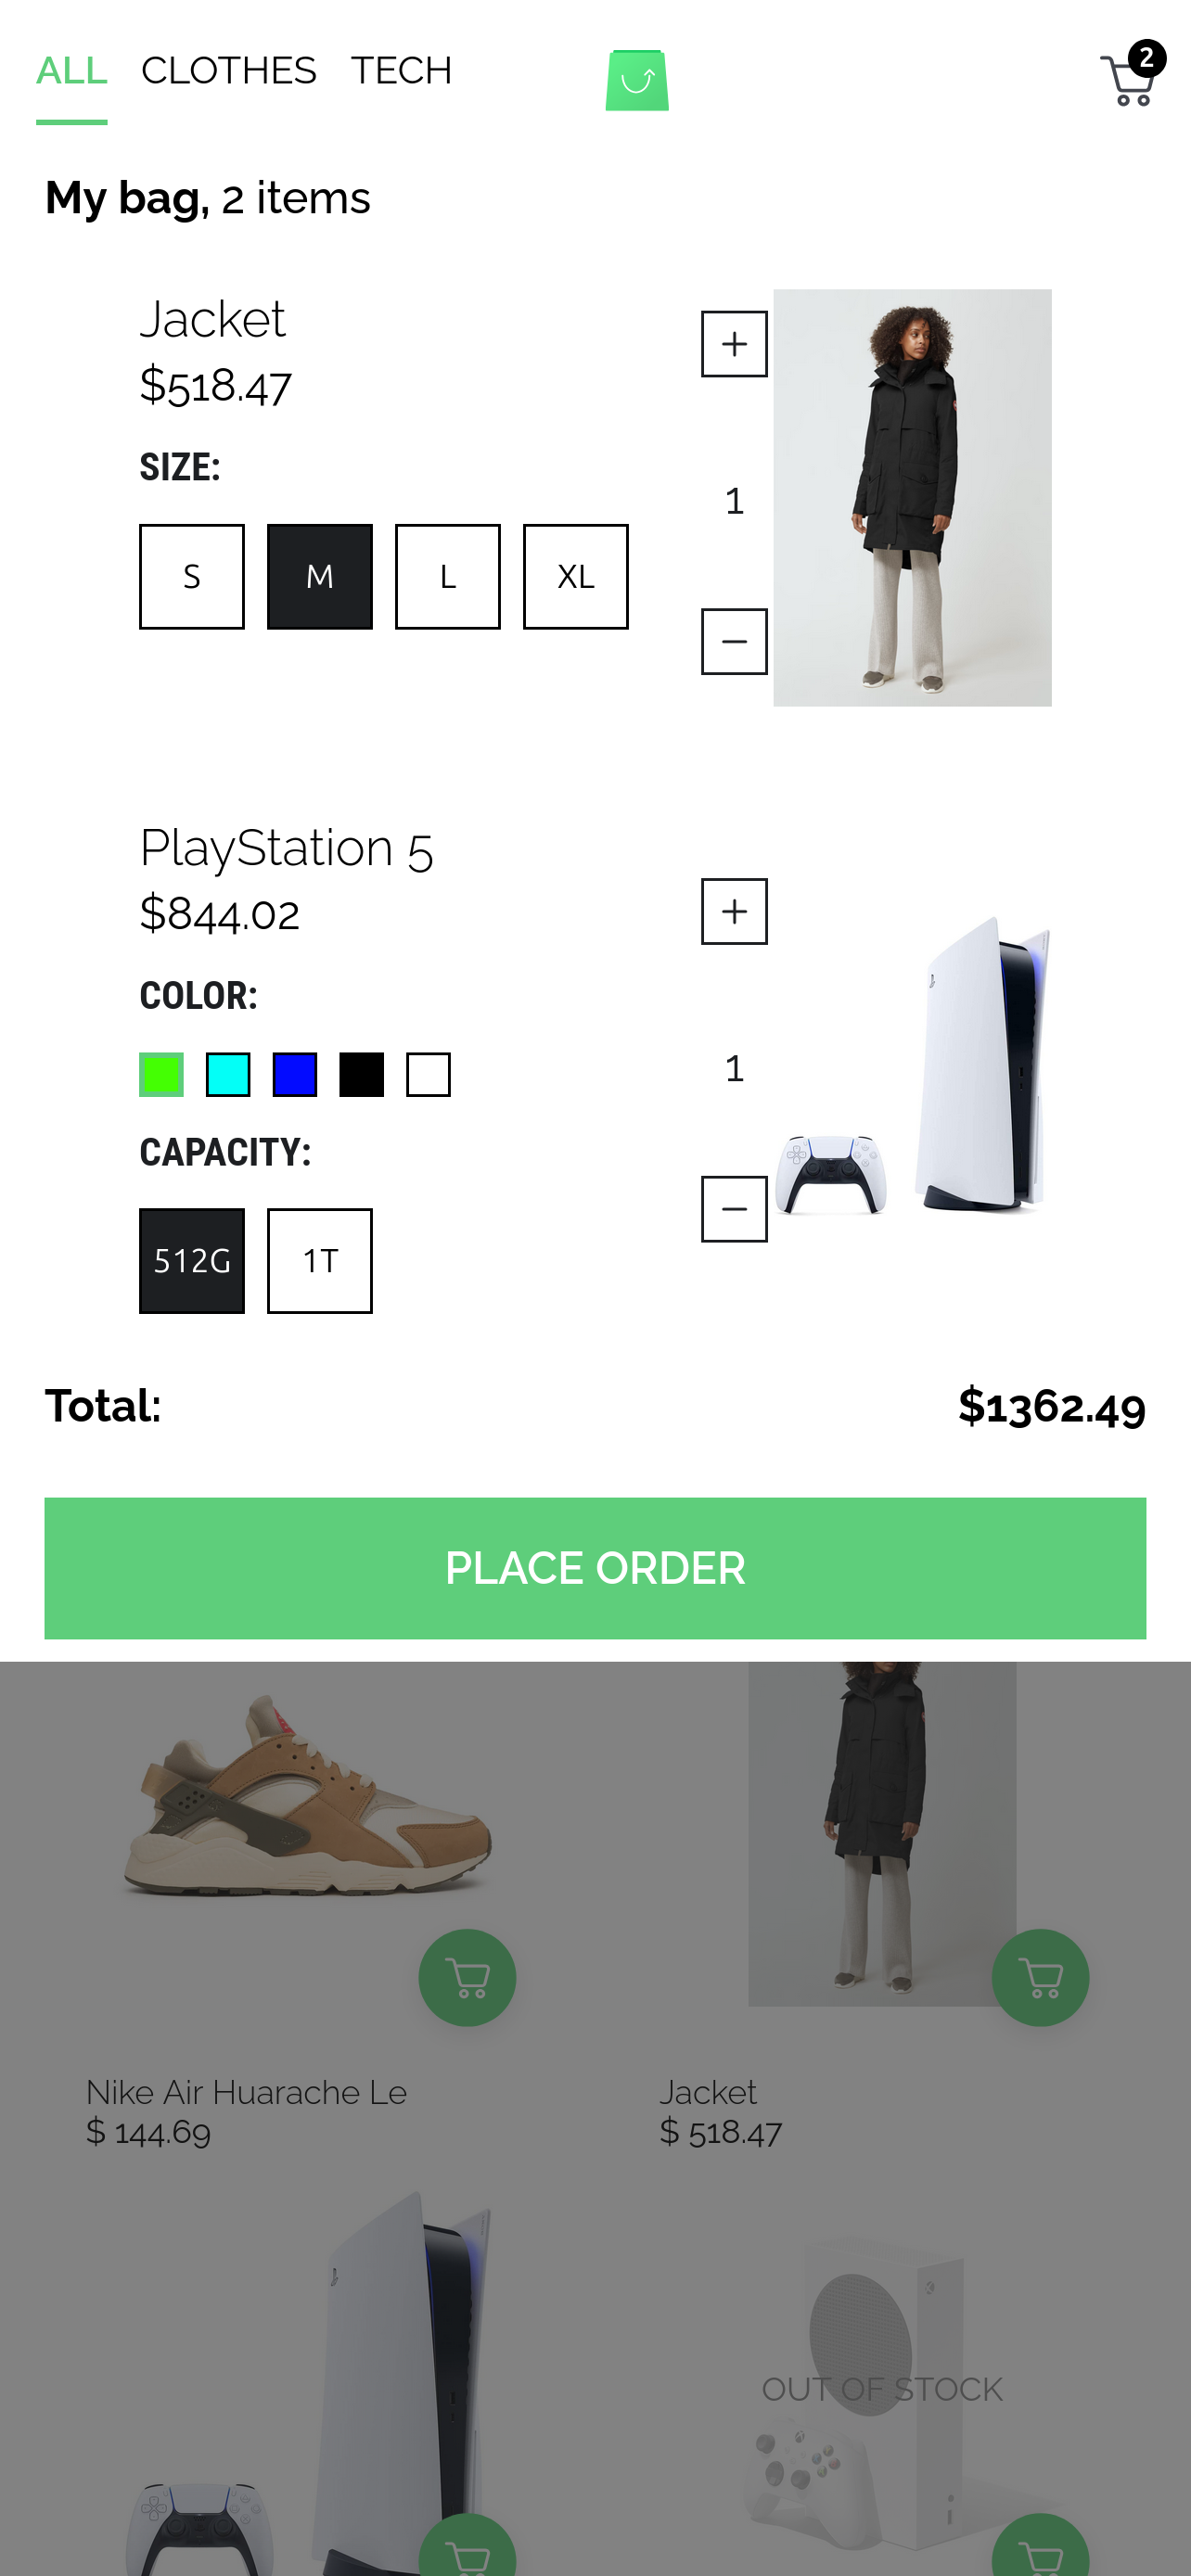 ALL CLOTHES TECH 2
My bag, 2 items
Jacket
$518.47
SIZE:
S M L XL
+
1
−
PlayStation 5
$844.02
COLOR:
CAPACITY:
512G 1T
+
1
−
Total: $1362.49
PLACE ORDER
Nike Air Huarache Le
$ 144.69
Jacket
$ 518.47
OUT OF STOCK